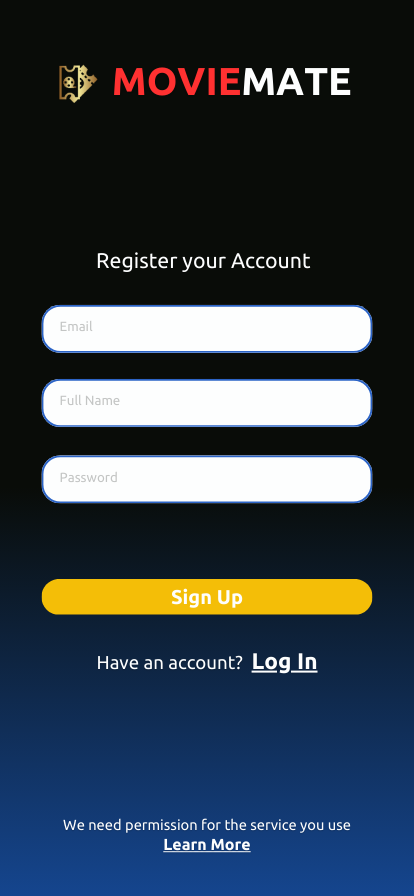 MOVIEMATE
Register your Account
Email
Full Name
Password
Sign Up
Have an account? Log In
We need permission for the service you use
Learn More